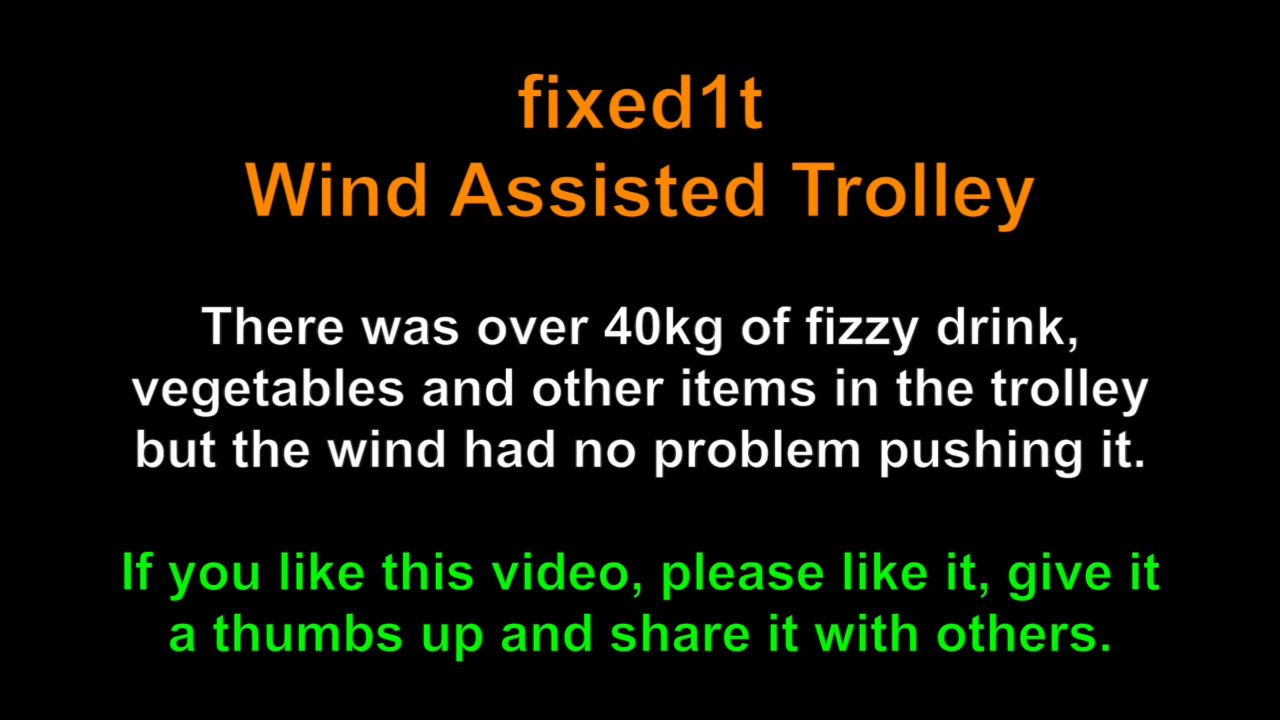 fixed1t
Wind Assisted Trolley
There was over 40kg of fizzy drink,
vegetables and other items in the trolley
but the wind had no problem pushing it.
If you like this video, please like it, give it
a thumbs up and share it with others.